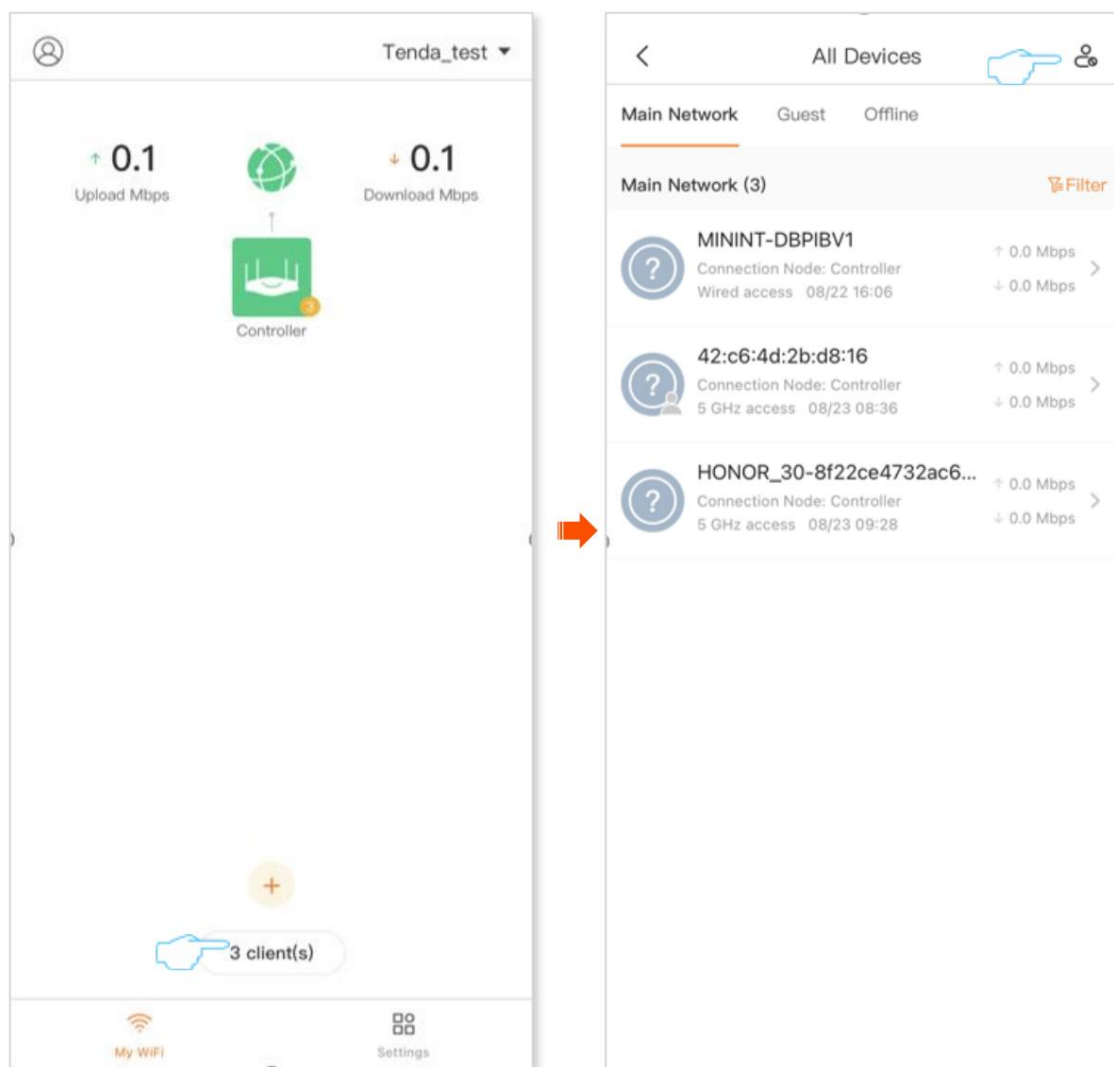 Tenda_test
0.1
Upload Mbps
0.1
Download Mbps
3
Controller
3 client(s)
My WiFi
Settings
All Devices
Main Network Guest Offline
Main Network (3)
Filter
MININT-DBPIBV1
Connection Node: Controller
Wired access 08/22 16:06
↑ 0.0 Mbps
↓ 0.0 Mbps
42:c6:4d:2b:d8:16
Connection Node: Controller
5 GHz access 08/23 08:36
↑ 0.0 Mbps
↓ 0.0 Mbps
HONOR_30-8f22ce4732ac6...
Connection Node: Controller
5 GHz access 08/23 09:28
↑ 0.0 Mbps
↓ 0.0 Mbps